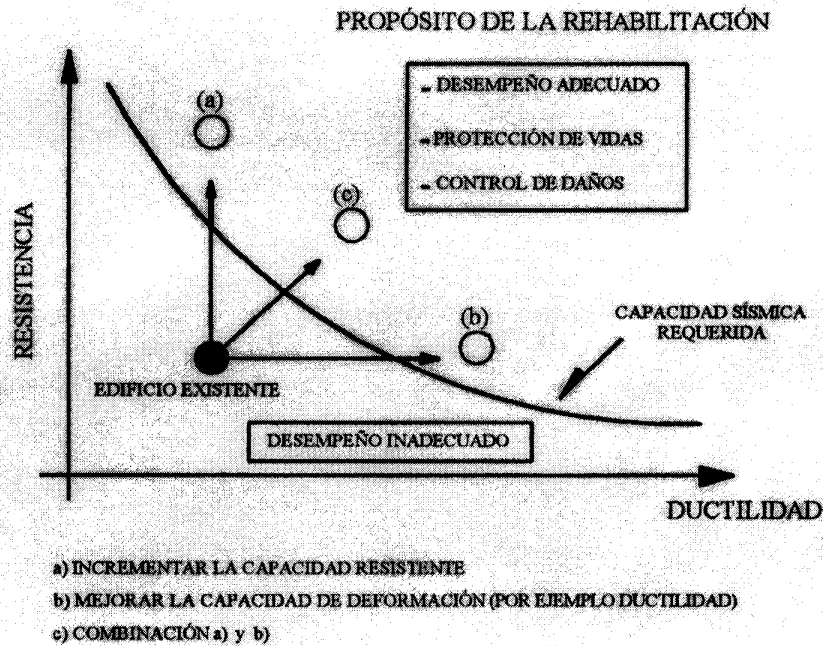 PROPÓSITO DE LA REHABILITACIÓN
- DESEMPEÑO ADECUADO
- PROTECCIÓN DE VIDAS
- CONTROL DE DAÑOS
(a)
(c)
(b)
RESISTENCIA
CAPACIDAD SÍSMICA
REQUERIDA
EDIFICIO EXISTENTE
DESEMPEÑO INADECUADO
DUCTILIDAD
a) INCREMENTAR LA CAPACIDAD RESISTENTE
b) MEJORAR LA CAPACIDAD DE DEFORMACIÓN (POR EJEMPLO DUCTILIDAD)
c) COMBINACIÓN a) y b)